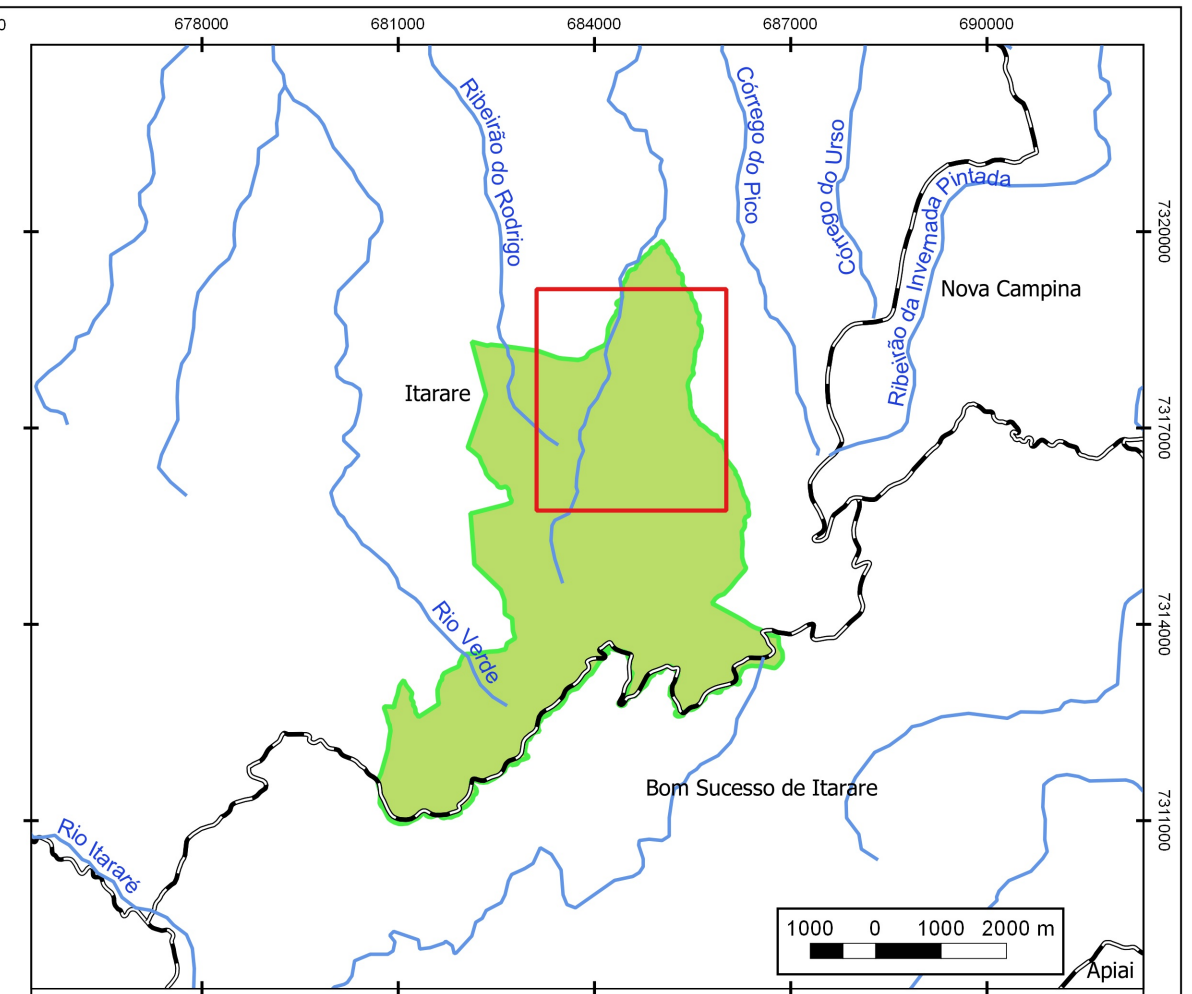 0
678000
681000
684000
687000
690000
Ribeirão do Rodrigo
Córrego do Pico
Córrego do Urso
Ribeirão da Invernada Pintada
7320000
Nova Campina
Itarare
7317000
Rio Verde
7314000
Bom Sucesso de Itarare
7311000
Rio Itararé
1000 0 1000 2000 m
Apiai